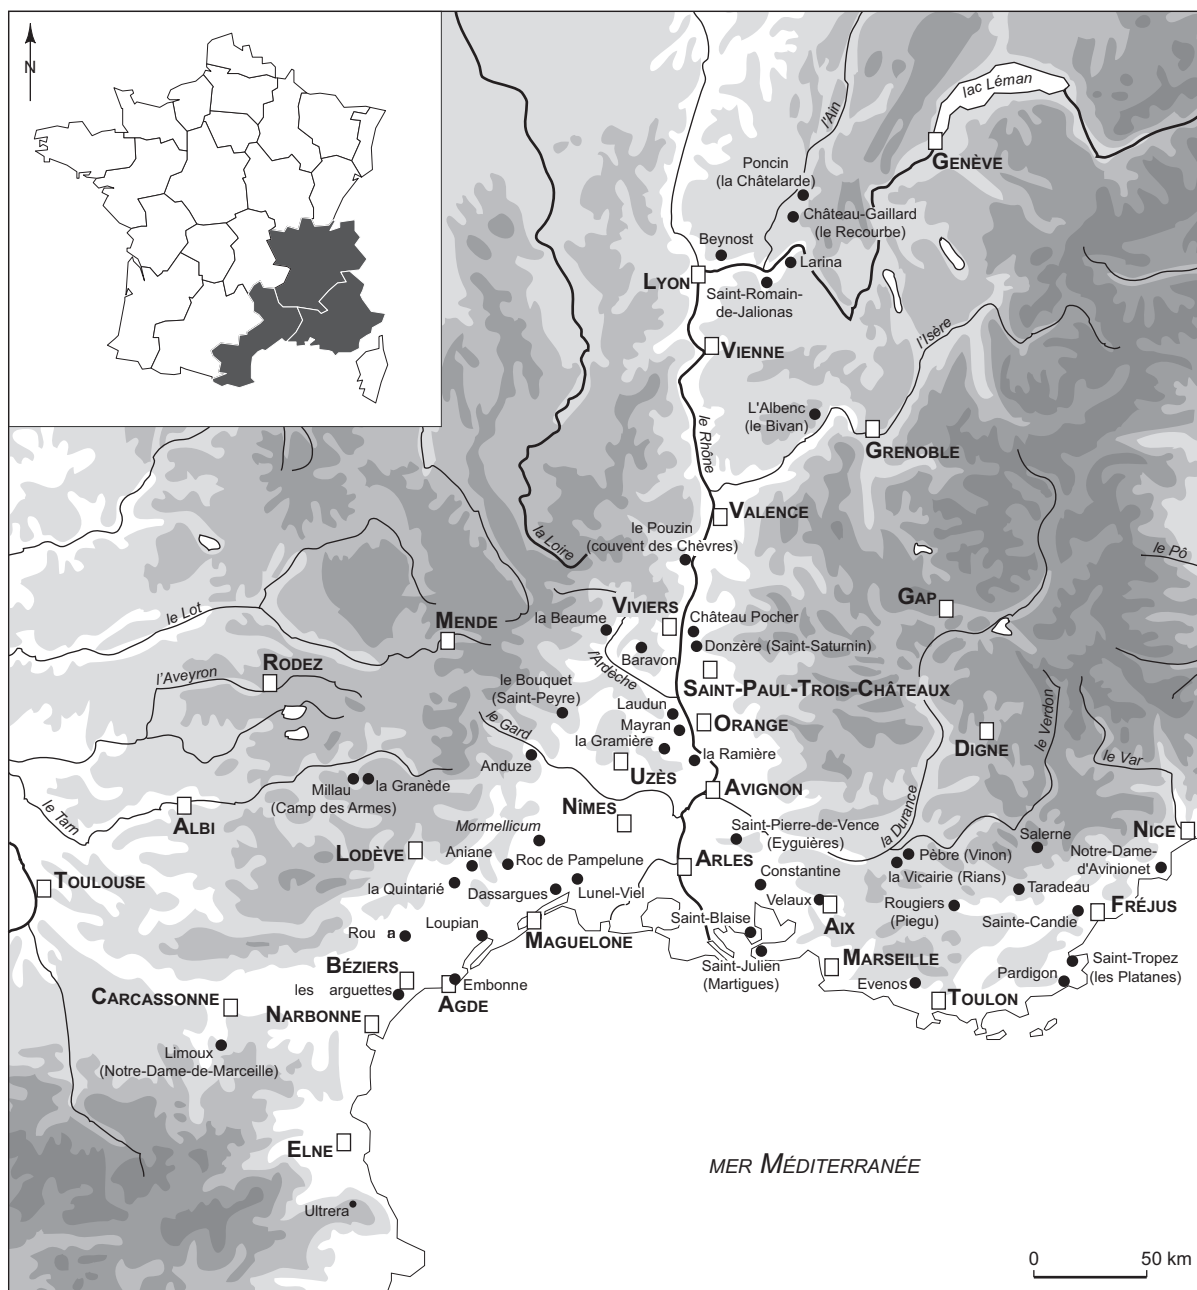 N
lac Léman
l'Ain
GENÈVE
Poncin
(la Châtelarde)
Château-Gaillard
(le Recourbe)
Beynost
Larina
LYON
Saint-Romain-
de-Jalionas
l'Isère
VIENNE
L'Albenc
(le Bivan)
le Rhône
GRENOBLE
VALENCE
le Pouzin
(couvent des Chèvres)
la Loire
le Pô
GAP
le Lot
MENDE
VIVIERS
la Beaume
Château Pocher
Donzère (Saint-Saturnin)
Baravon
l'Ardèche
RODEZ
l'Aveyron
SAINT-PAUL-TROIS-CHÂTEAUX
le Bouquet
(Saint-Peyre)
le Verdon
Laudun
ORANGE
le Gard
Mayran
la Gramière
DIGNE
la Ramière
le Var
Anduze
UZÈS
Millau
(Camp des Armes)
la Granède
AVIGNON
le Tarn
ALBI
NÎMES
la Durance
Mormellicum
Saint-Pierre-de-Vence
(Eyguières)
Salerne
NICE
LODÈVE
Aniane
Roc de Pampelune
ARLES
Pèbre (Vinon)
Notre-Dame-
d'Avinionet
TOULOUSE
la Quintarié
Dassargues
Lunel-Viel
Constantine
la Vicairie (Rians)
Taradeau
Velaux
Rougiers
(Piegu)
FRÉJUS
Loupian
Saint-Blaise
AIX
Sainte-Candie
Rou a
MAGUELONE
Saint-Julien
(Martigues)
MARSEILLE
Saint-Tropez
(les Platanes)
BÉZIERS
Pardigon
les arguettes
Embonne
Evenos
CARCASSONNE
AGDE
TOULON
NARBONNE
Limoux
(Notre-Dame-de-Marceille)
ELNE
MER MÉDITERRANÉE
Ultrera
0 50 km